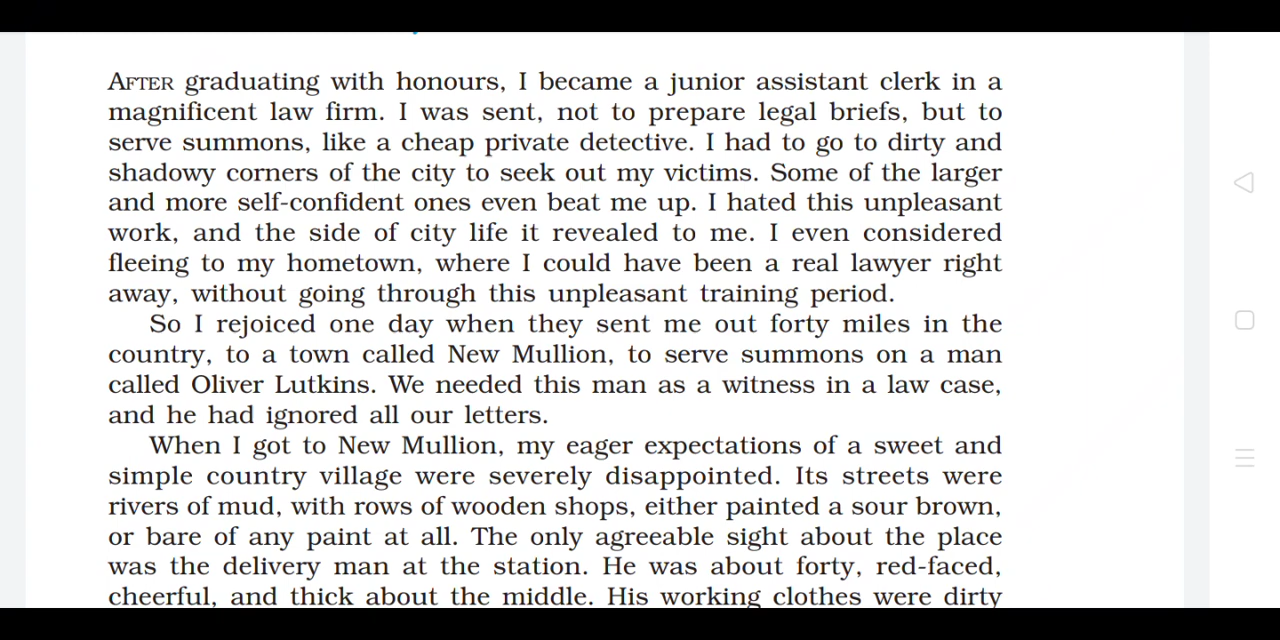 AFTER graduating with honours, I became a junior assistant clerk in a
magnificent law firm. I was sent, not to prepare legal briefs, but to
serve summons, like a cheap private detective. I had to go to dirty and
shadowy corners of the city to seek out my victims. Some of the larger
and more self-confident ones even beat me up. I hated this unpleasant
work, and the side of city life it revealed to me. I even considered
fleeing to my hometown, where I could have been a real lawyer right
away, without going through this unpleasant training period.
So I rejoiced one day when they sent me out forty miles in the
country, to a town called New Mullion, to serve summons on a man
called Oliver Lutkins. We needed this man as a witness in a law case,
and he had ignored all our letters.
When I got to New Mullion, my eager expectations of a sweet and
simple country village were severely disappointed. Its streets were
rivers of mud, with rows of wooden shops, either painted a sour brown,
or bare of any paint at all. The only agreeable sight about the place
was the delivery man at the station. He was about forty, red-faced,
cheerful, and thick about the middle. His working clothes were dirty